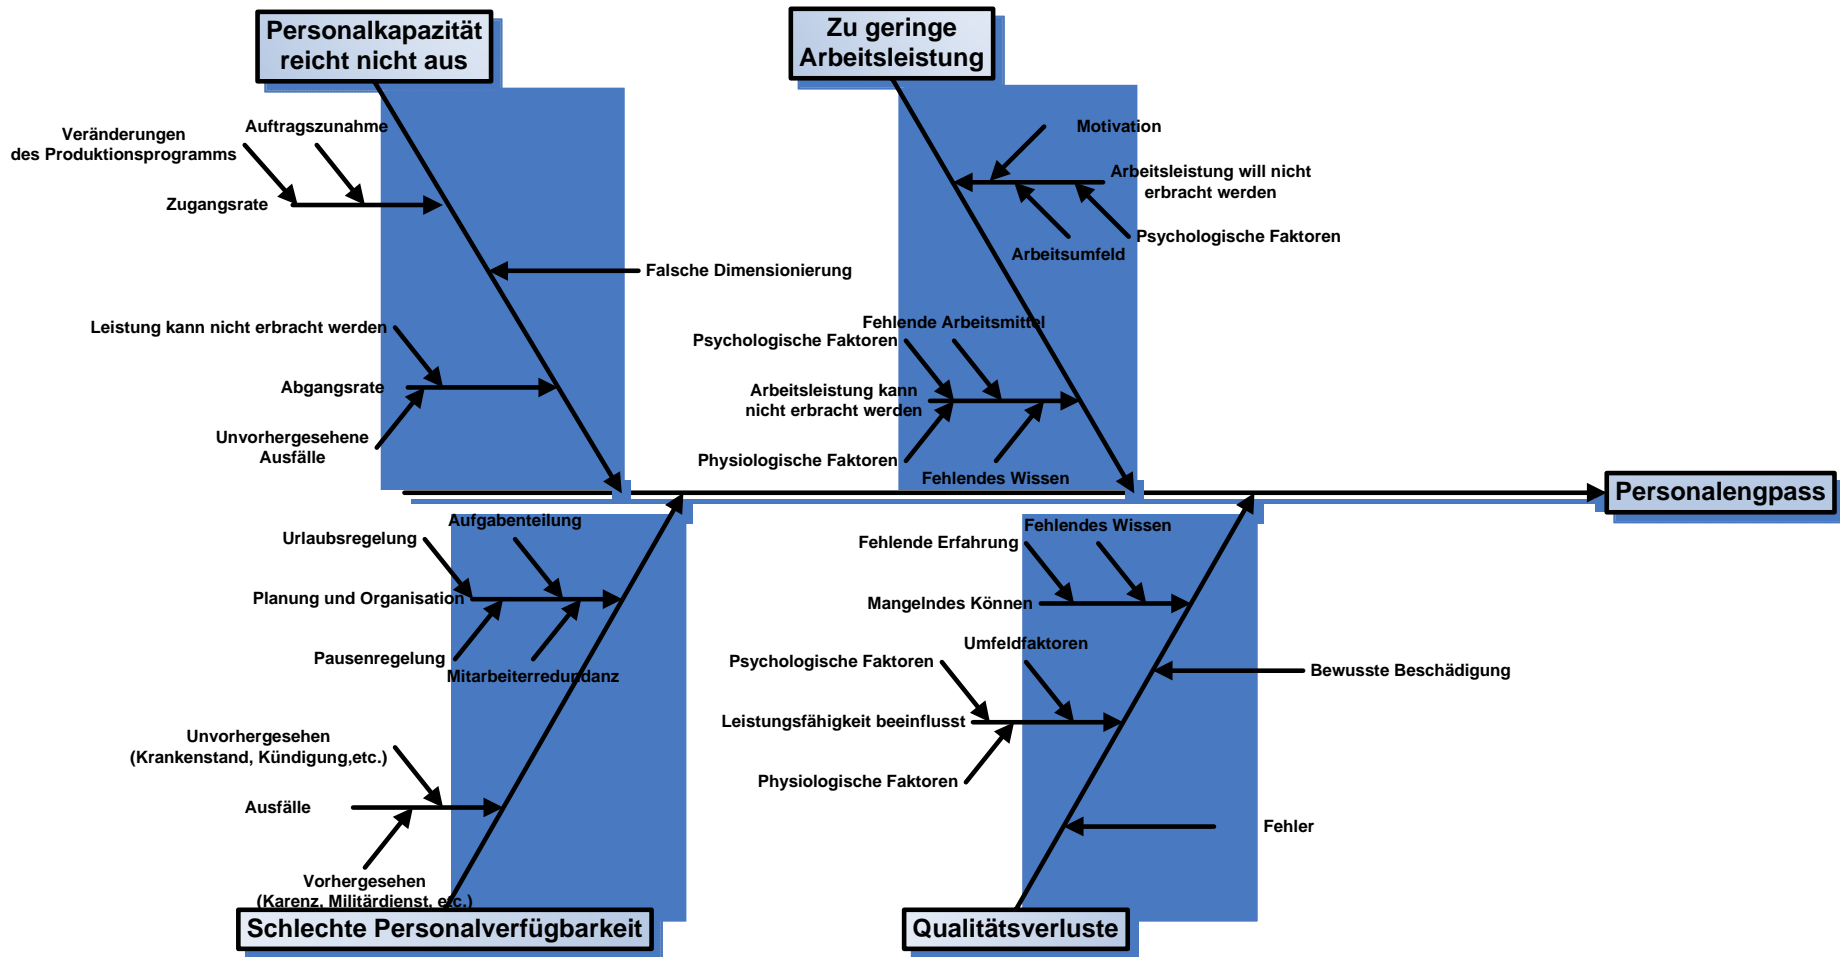 Personalkapazität
reicht nicht aus
Zu geringe
Arbeitsleistung
Veränderungen
des Produktionsprogramms
Auftragszunahme
Zugangsrate
Falsche Dimensionierung
Leistung kann nicht erbracht werden
Abgangsrate
Unvorhergesehene
Ausfälle
Motivation
Arbeitsleistung will nicht
erbracht werden
Psychologische Faktoren
Arbeitsumfeld
Fehlende Arbeitsmittel
Psychologische Faktoren
Arbeitsleistung kann
nicht erbracht werden
Physiologische Faktoren
Fehlendes Wissen
Personalengpass
Aufgabenteilung
Urlaubsregelung
Planung und Organisation
Pausenregelung
Mitarbeiterredundanz
Unvorhergesehen
(Krankenstand, Kündigung,etc.)
Ausfälle
Vorhergesehen
(Karenz, Militärdienst, etc.)
Schlechte Personalverfügbarkeit
Fehlendes Wissen
Fehlende Erfahrung
Mangelndes Können
Umfeldfaktoren
Psychologische Faktoren
Bewusste Beschädigung
Leistungsfähigkeit beeinflusst
Physiologische Faktoren
Fehler
Qualitätsverluste